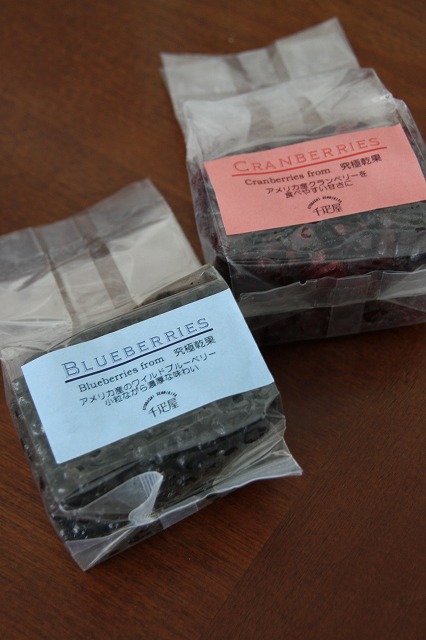 CRANBERRIES
Cranberries from 究極乾果
アメリカ産クランベリーを
食べやすい甘さに
千疋屋
BLUEBERRIES
Blueberries from 究極乾果
アメリカ産のワイルドブルーベリー
小粒ながら濃厚な味わい
千疋屋